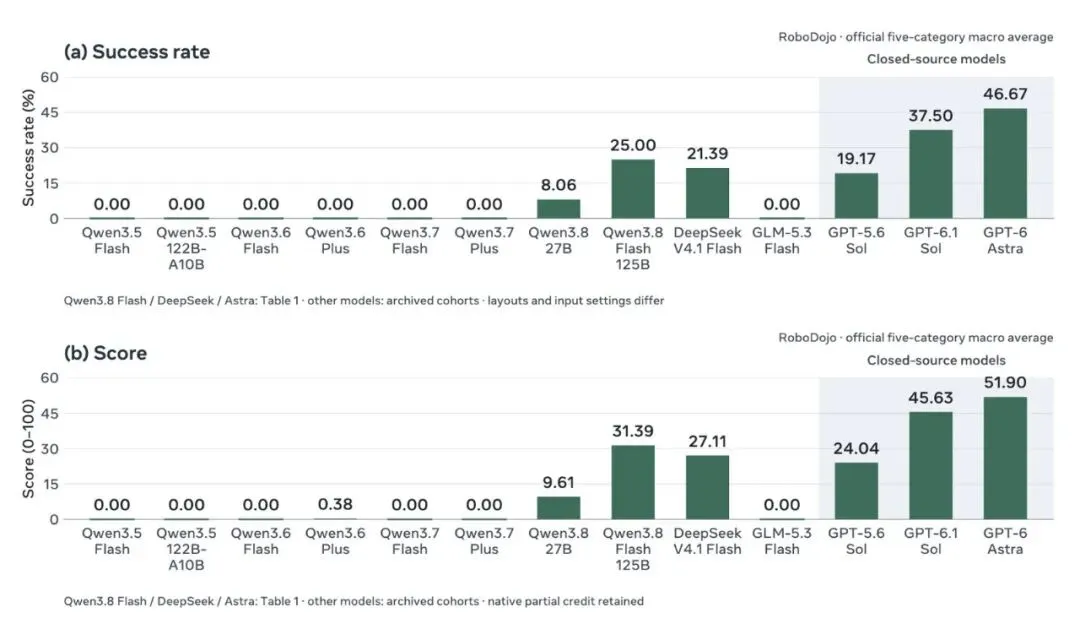 RoboDojo · official five-category macro average
(a) Success rate
Closed-source models
Success rate (%)
60
45
30
15
0
0.00
0.00
0.00
0.00
0.00
0.00
8.06
25.00
21.39
0.00
19.17
37.50
46.67
Qwen3.5 Flash
Qwen3.5 122B-A10B
Qwen3.6 Flash
Qwen3.6 Plus
Qwen3.7 Flash
Qwen3.7 Plus
Qwen3.8 27B
Qwen3.8 Flash 125B
DeepSeek V4.1 Flash
GLM-5.3 Flash
GPT-5.6 Sol
GPT-6.1 Sol
GPT-6 Astra
Qwen3.8 Flash / DeepSeek / Astra: Table 1 · other models: archived cohorts · layouts and input settings differ
RoboDojo · official five-category macro average
(b) Score
Closed-source models
Score (0-100)
60
45
30
15
0
0.00
0.00
0.00
0.38
0.00
0.00
9.61
31.39
27.11
0.00
24.04
45.63
51.90
Qwen3.5 Flash
Qwen3.5 122B-A10B
Qwen3.6 Flash
Qwen3.6 Plus
Qwen3.7 Flash
Qwen3.7 Plus
Qwen3.8 27B
Qwen3.8 Flash 125B
DeepSeek V4.1 Flash
GLM-5.3 Flash
GPT-5.6 Sol
GPT-6.1 Sol
GPT-6 Astra
Qwen3.8 Flash / DeepSeek / Astra: Table 1 · other models: archived cohorts · native partial credit retained